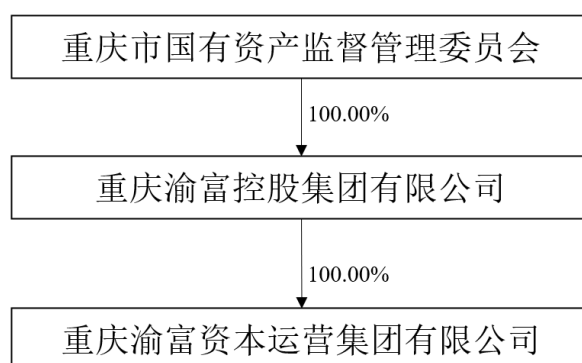 重庆市国有资产监督管理委员会
100.00%
重庆渝富控股集团有限公司
100.00%
重庆渝富资本运营集团有限公司